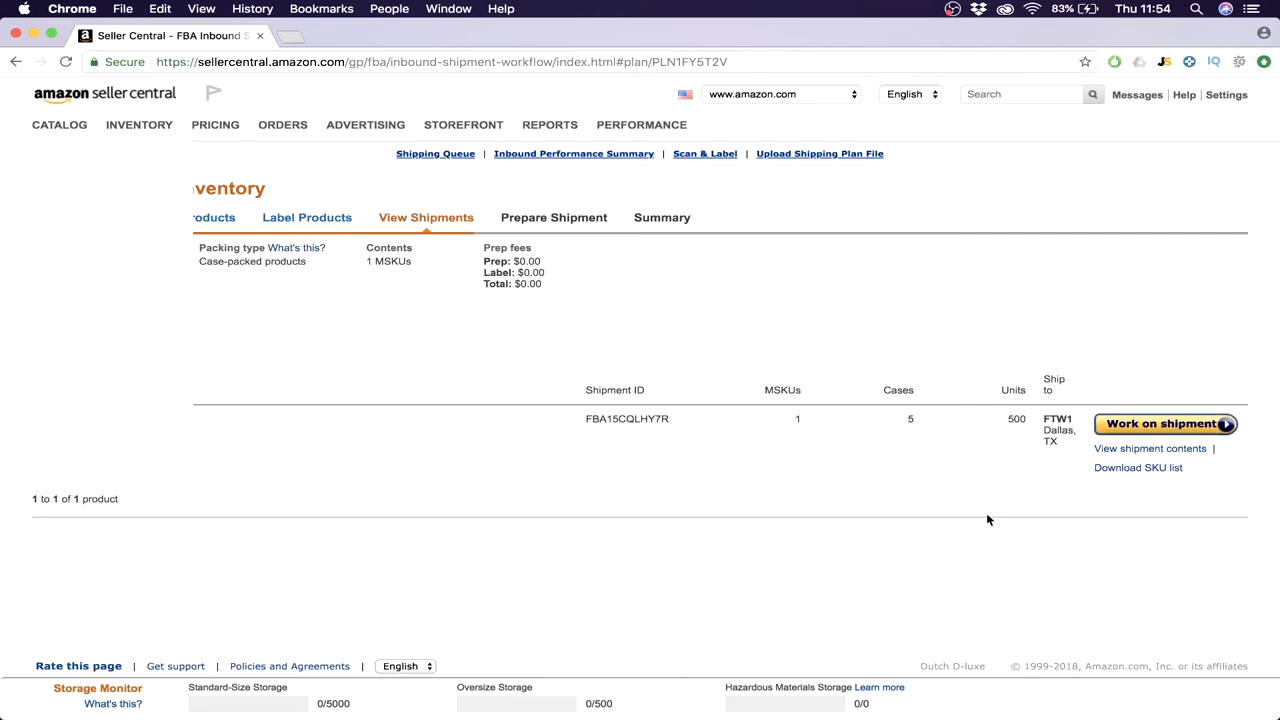 Chrome File Edit View History Bookmarks People Window Help 83% Thu 11:54
Seller Central - FBA Inbound S
Secure https://sellercentral.amazon.com/gp/fba/inbound-shipment-workflow/index.html#plan/PLN1FY5T2V JS IQ
amazon seller central www.amazon.com English Search Messages | Help | Settings
CATALOG INVENTORY PRICING ORDERS ADVERTISING STOREFRONT REPORTS PERFORMANCE
Shipping Queue | Inbound Performance Summary | Scan & Label | Upload Shipping Plan File
ventory
roducts Label Products View Shipments Prepare Shipment Summary
Packing type What's this? Contents Prep fees
Case-packed products 1 MSKUs Prep: $0.00
Label: $0.00
Total: $0.00
Shipment ID MSKUs Cases Units Ship to
FBA15CQLHY7R 1 5 500 FTW1 Work on shipment
Dallas,
TX
View shipment contents |
Download SKU list
1 to 1 of 1 product
Rate this page | Get support | Policies and Agreements | English Dutch D-luxe © 1999-2018, Amazon.com, Inc. or its affiliates
Storage Monitor Standard-Size Storage Oversize Storage Hazardous Materials Storage Learn more
What's this? 0/5000 0/500 0/0